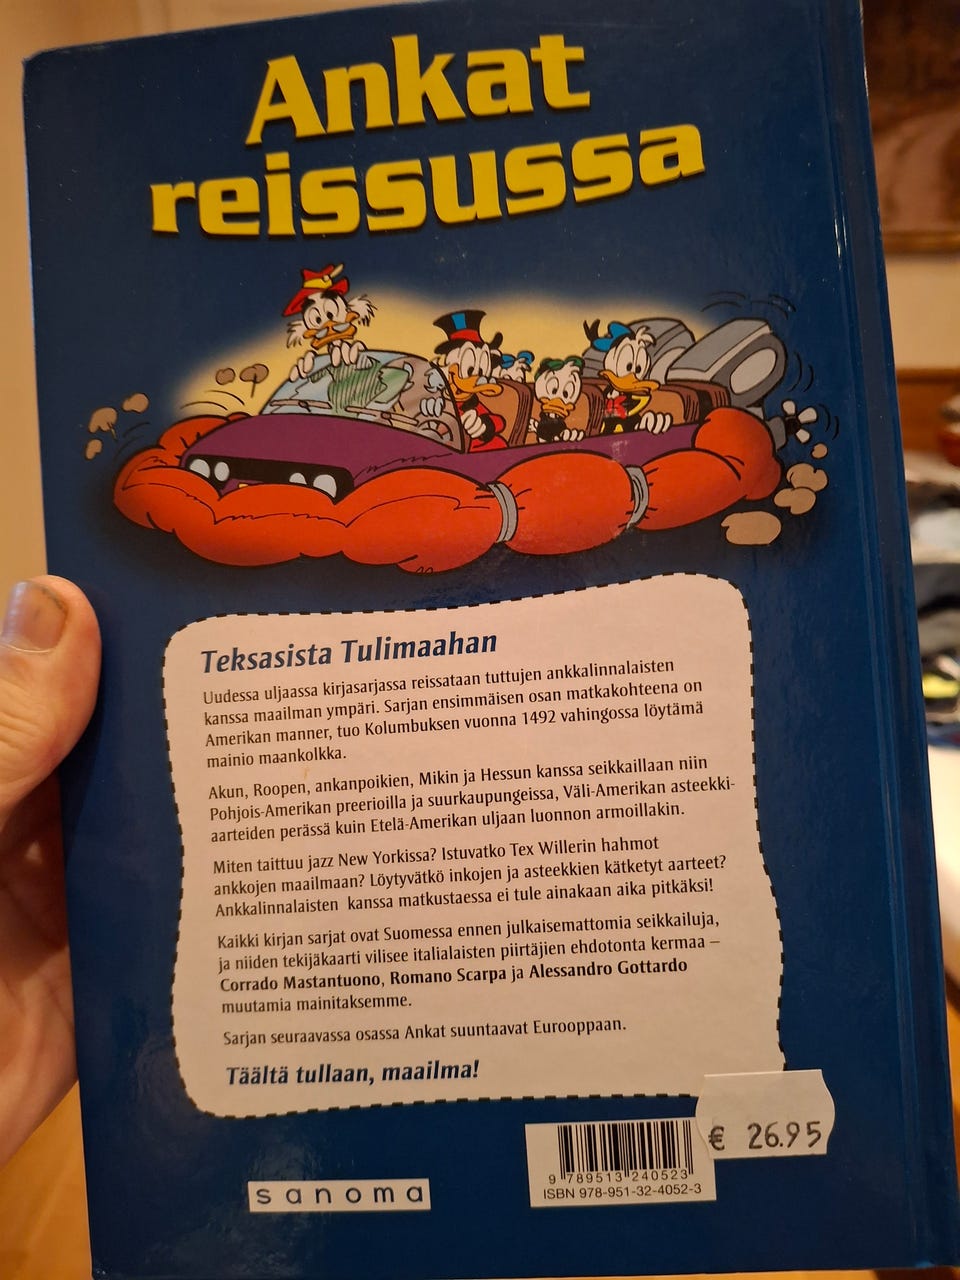 Ankat
reissussa
Teksasista Tulimaahan
Uudessa uljaassa kirjasarjassa reissataan tuttujen ankkalinnalaisten
kanssa maailman ympäri. Sarjan ensimmäisen osan matkakohteena on
Amerikan manner, tuo Kolumbuksen vuonna 1492 vahingossa löytämä
mainio maankolkka.
Akun, Roopen, ankanpoikien, Mikin ja Hessun kanssa seikkaillaan niin
Pohjois-Amerikan preerioilla ja suurkaupungeissa, Väli-Amerikan asteekki-
aarteiden perässä kuin Etelä-Amerikan uljaan luonnon armoillakin.
Miten taittuu jazz New Yorkissa? Istuvatko Tex Willerin hahmot
ankkojen maailmaan? Löytyvätkö inkojen ja asteekkien kätketyt aarteet?
Ankkalinnalaisten kanssa matkustaessa ei tule ainakaan aika pitkäksi!
Kaikki kirjan sarjat ovat Suomessa ennen julkaisemattomia seikkailuja,
ja niiden tekijäkaarti vilisee italialaisten piirtäjien ehdotonta kermaa –
Corrado Mastantuono, Romano Scarpa ja Alessandro Gottardo
muutamia mainitaksemme.
Sarjan seuraavassa osassa Ankat suuntaavat Eurooppaan.
Täältä tullaan, maailma!
€ 26.95
9 789513 240523
ISBN 978-951-32-4052-3
sanoma